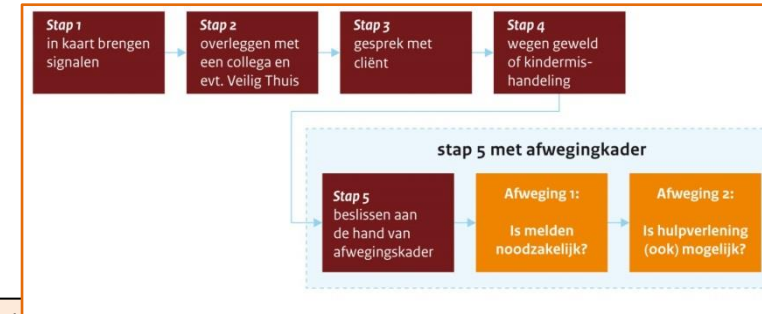 Stap 1
in kaart brengen
signalen
Stap 2
overleggen met
een collega en
evt. Veilig Thuis
Stap 3
gesprek met
cliënt
Stap 4
wegen geweld
of kindermis-
handeling
stap 5 met afwegingkader
Stap 5
beslissen aan
de hand van
afwegingskader
Afweging 1:
Is melden
noodzakelijk?
Afweging 2:
Is hulpverlening
(ook) mogelijk?